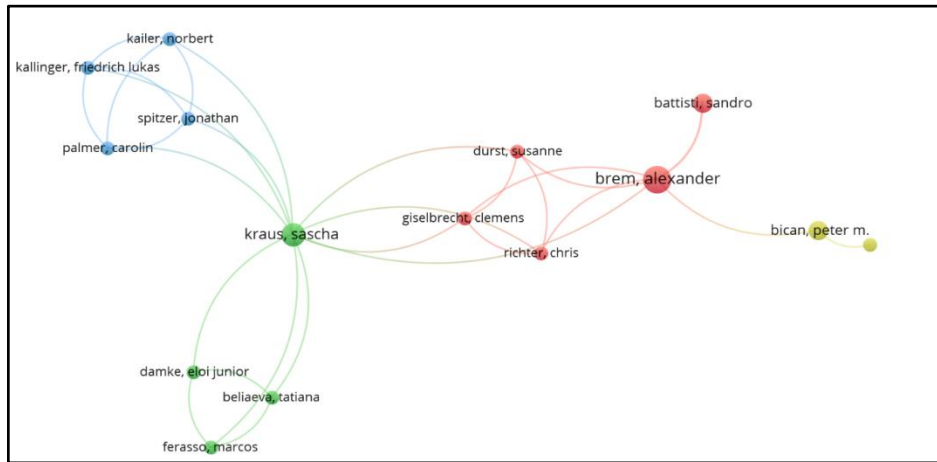 kailer, norbert
kallinger, friedrich lukas
spitzer, jonathan
palmer, carolin
kraus, sascha
damke, eloi junior
beliaeva, tatiana
ferasso, marcos
durst, susanne
giselbrecht, clemens
richter, chris
battisti, sandro
brem, alexander
bican, peter m.